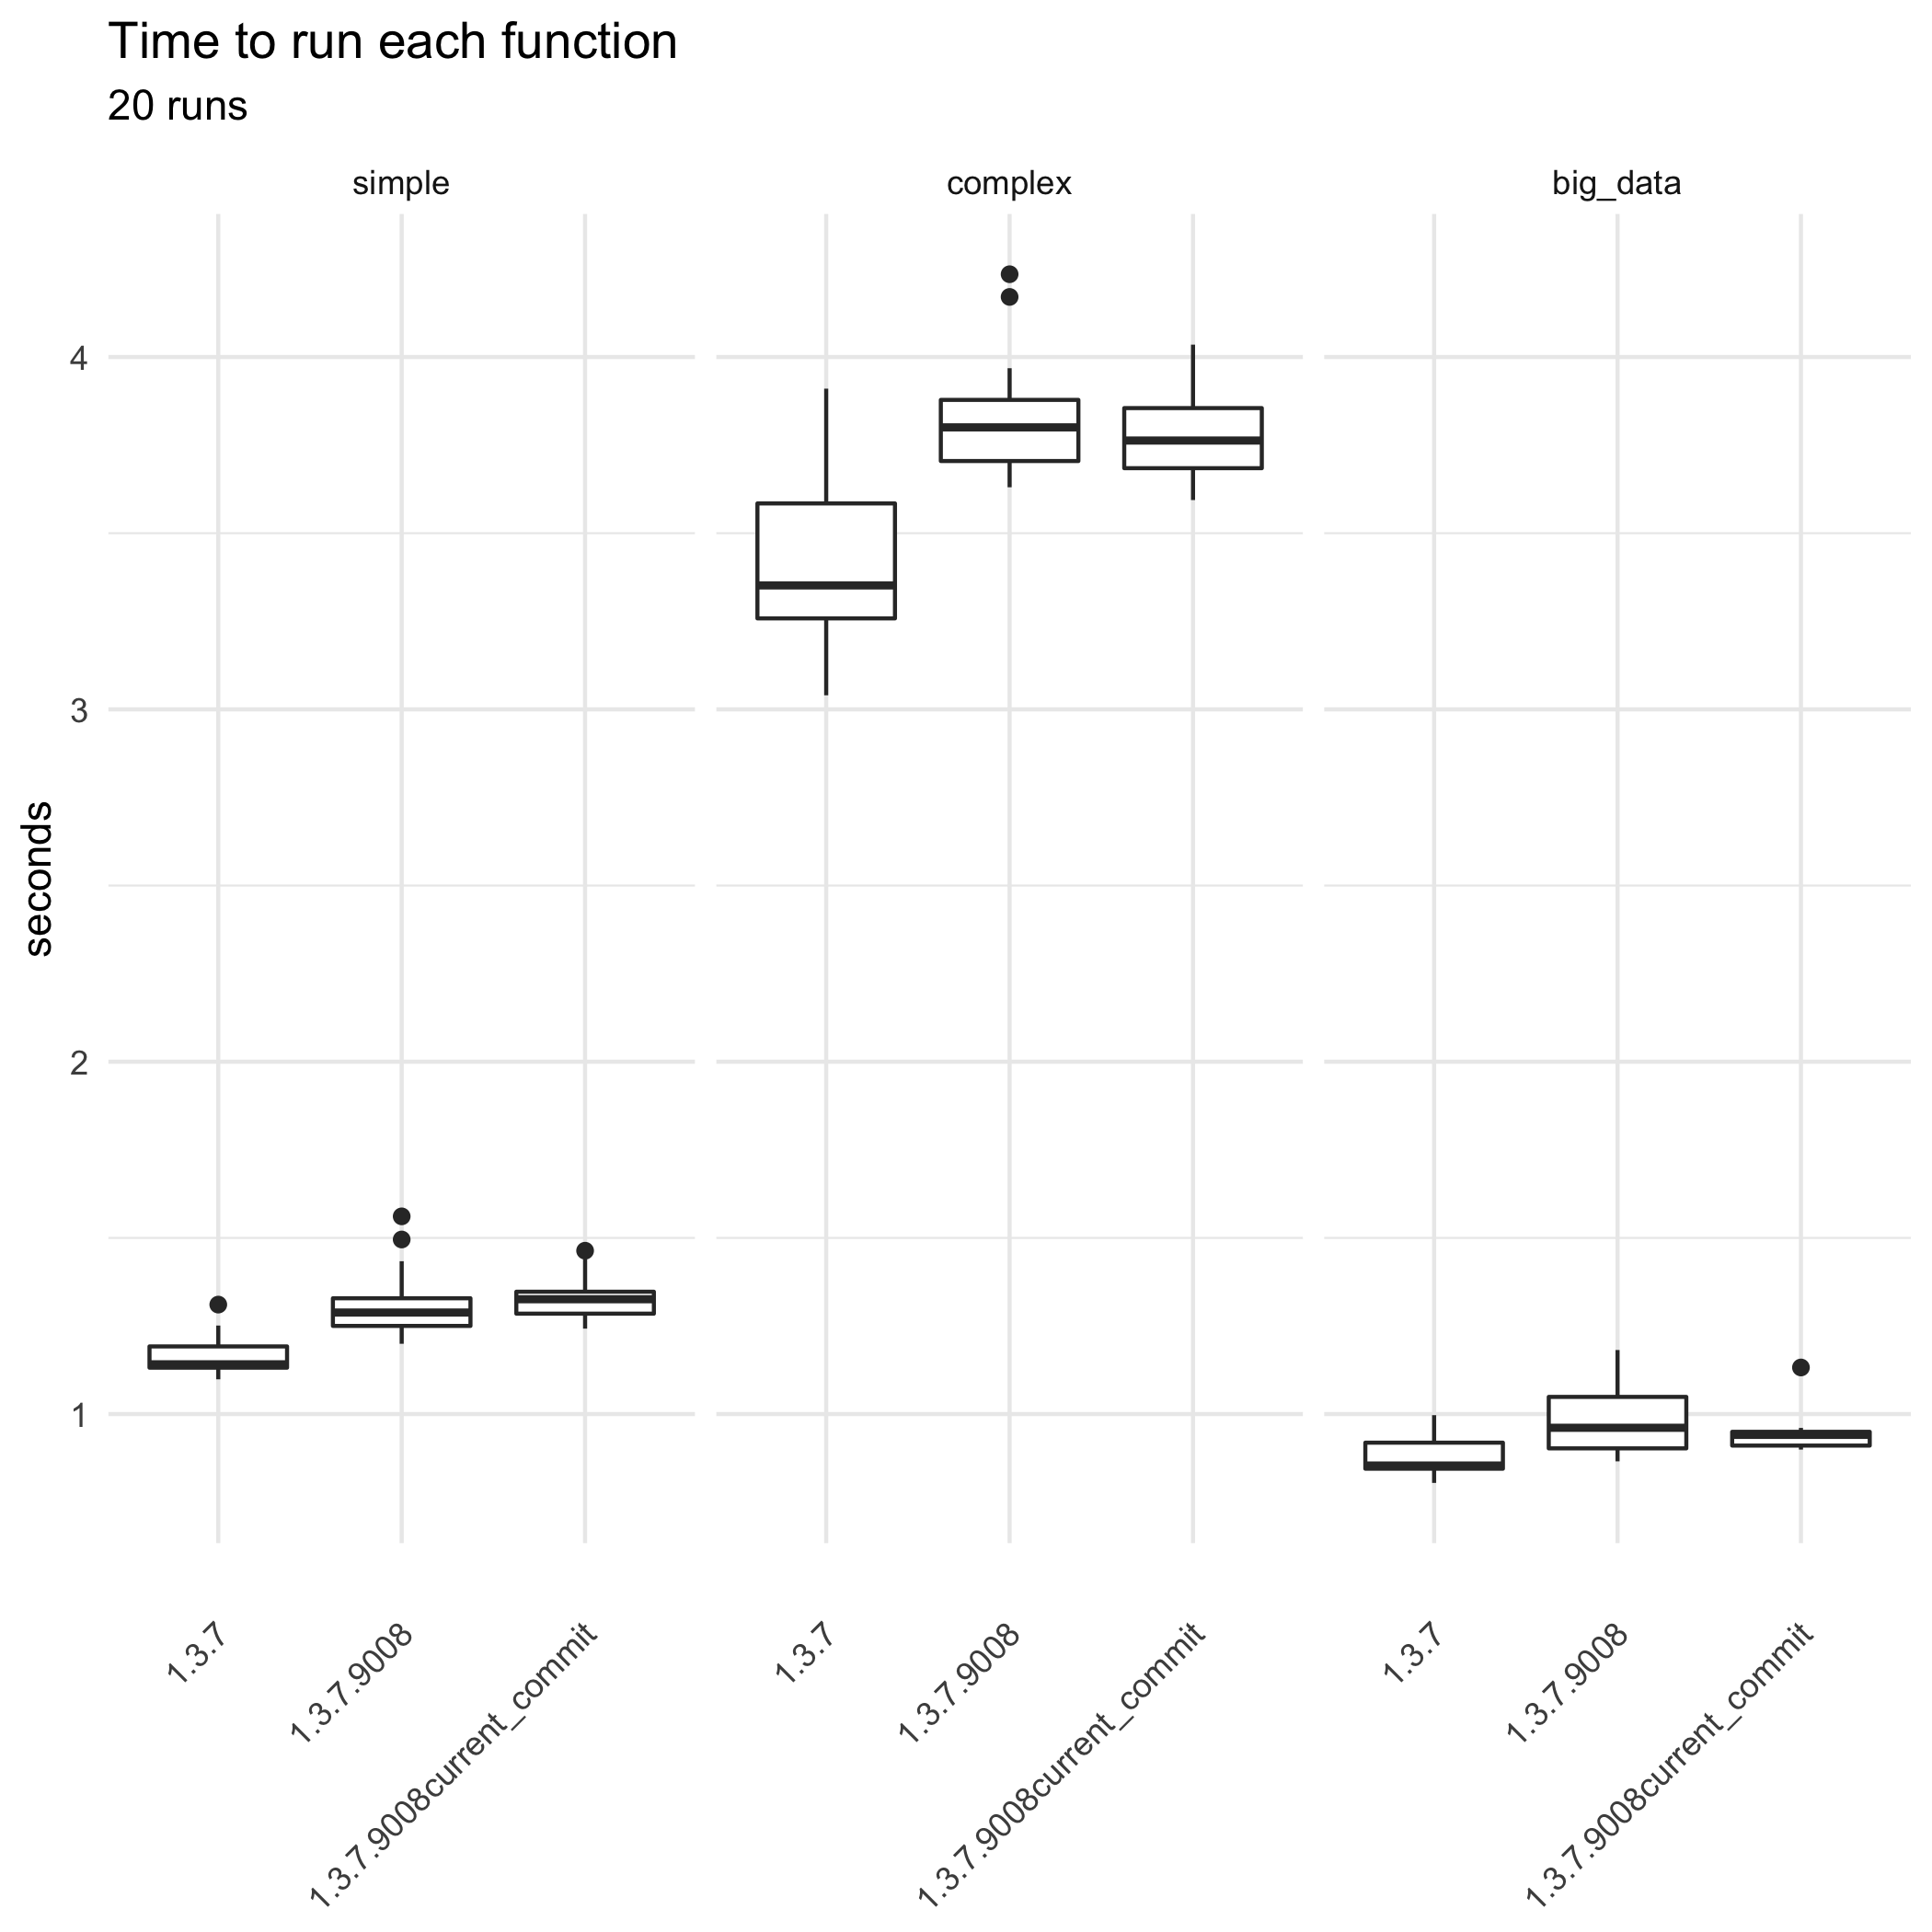 Time to run each function
20 runs
simple
complex
big_data
seconds
4
3
2
1
1.3.7
1.3.7.9008
1.3.7.9008current_commit
1.3.7
1.3.7.9008
1.3.7.9008current_commit
1.3.7
1.3.7.9008
1.3.7.9008current_commit